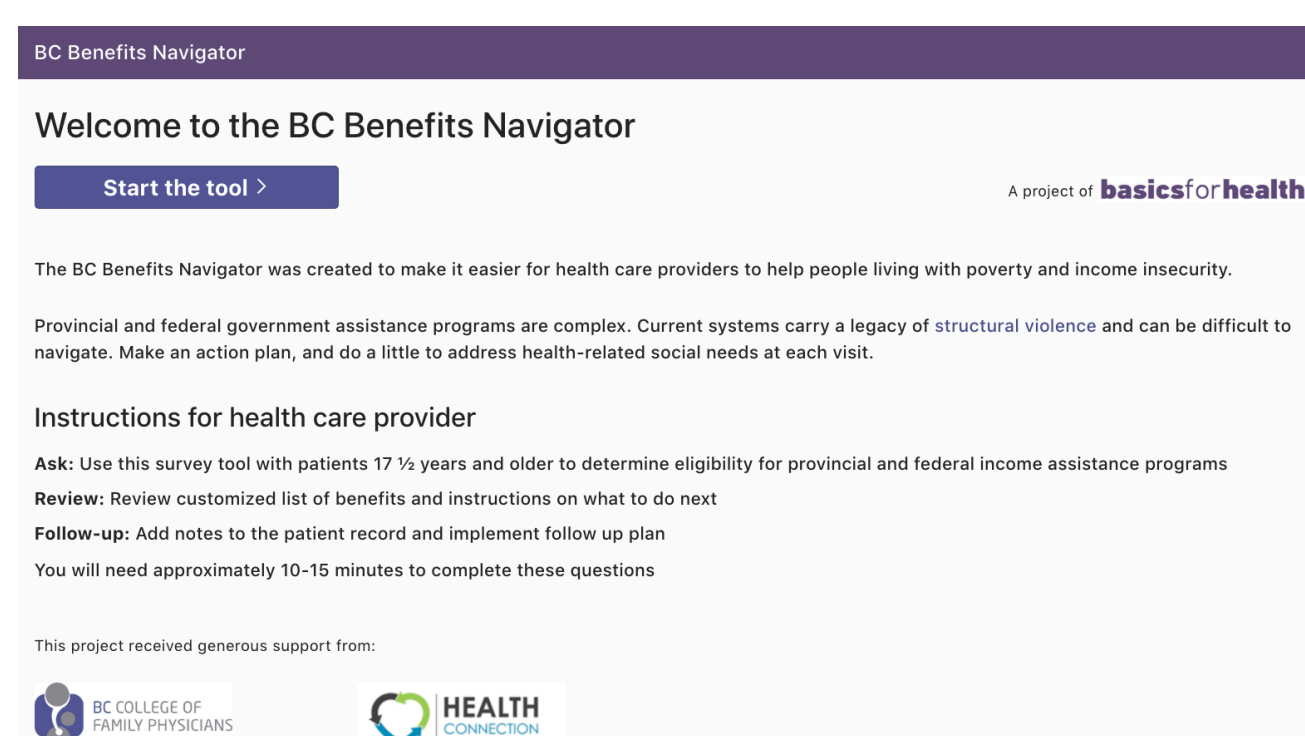 BC Benefits Navigator
Welcome to the BC Benefits Navigator
Start the tool >
A project of basicsforhealth
The BC Benefits Navigator was created to make it easier for health care providers to help people living with poverty and income insecurity.
Provincial and federal government assistance programs are complex. Current systems carry a legacy of structural violence and can be difficult to
navigate. Make an action plan, and do a little to address health-related social needs at each visit.
Instructions for health care provider
Ask: Use this survey tool with patients 17 ½ years and older to determine eligibility for provincial and federal income assistance programs
Review: Review customized list of benefits and instructions on what to do next
Follow-up: Add notes to the patient record and implement follow up plan
You will need approximately 10-15 minutes to complete these questions
This project received generous support from:
BC COLLEGE OF
FAMILY PHYSICIANS
HEALTH
CONNECTION